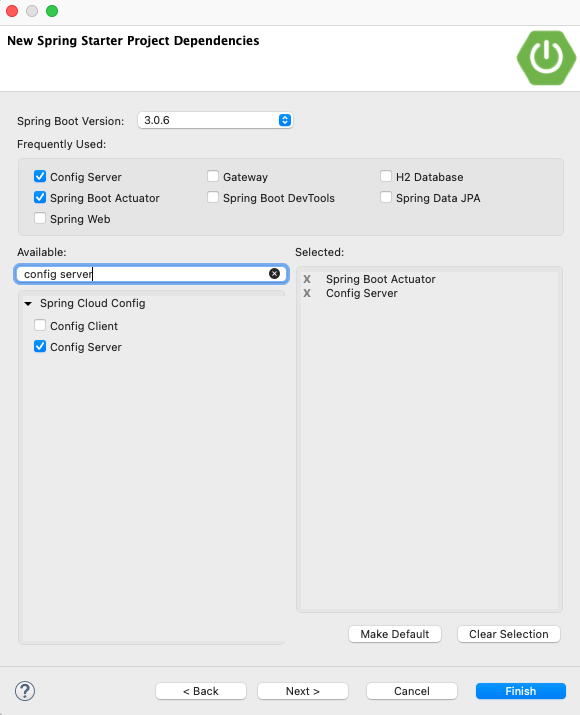 New Spring Starter Project Dependencies
Spring Boot Version: 3.0.6
Frequently Used:
Config Server Gateway H2 Database
Spring Boot Actuator Spring Boot DevTools Spring Data JPA
Spring Web
Available: Selected:
config server
X Spring Boot Actuator
X Config Server
Spring Cloud Config
Config Client
Config Server
Make Default Clear Selection
? < Back Next > Cancel Finish